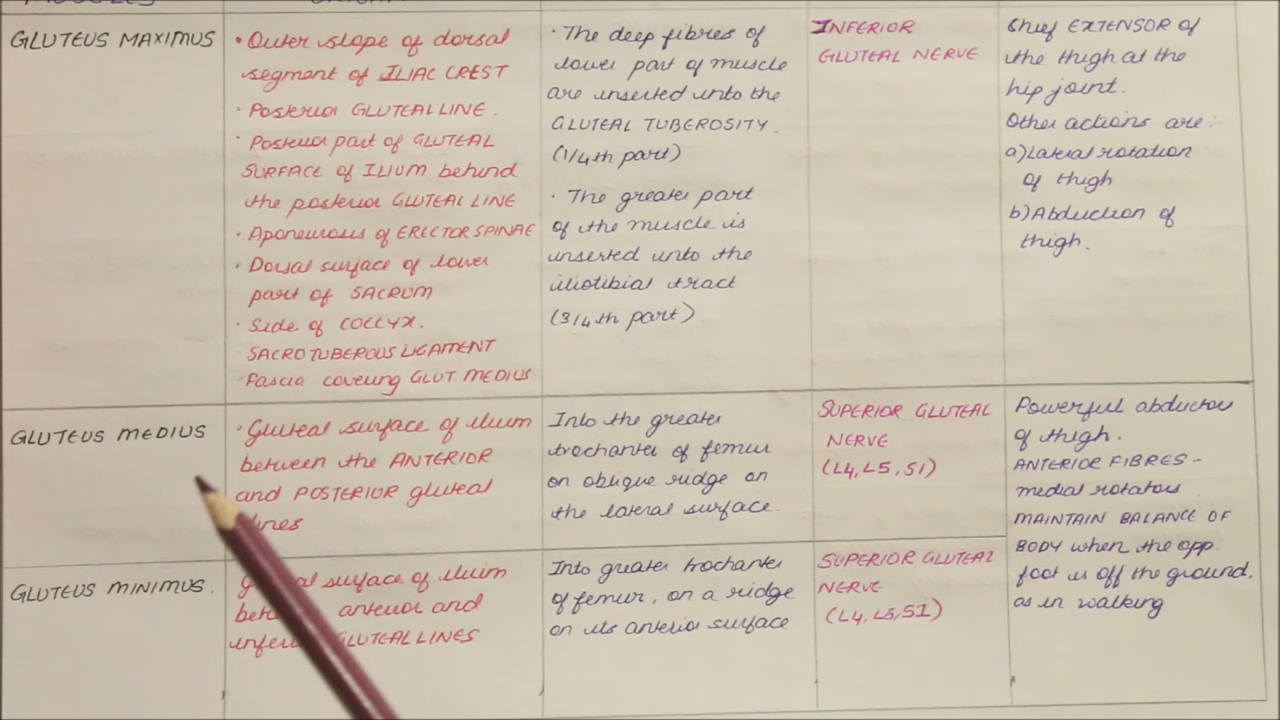 GLUTEUS MAXIMUS
• Outer slope of dorsal
segment of ILIAC CREST
· Posterior GLUTEAL LINE.
· Posterior part of GLUTEAL
SURFACE of ILIUM behind
the posterior GLUTEAL LINE
· Aponeurosis of ERECTOR SPINAE
· Dorsal surface of lower
part of SACRUM
· Side of COCCYX.
· SACROTUBEROUS LIGAMENT
· Fascia covering GLUT. MEDIUS
· The deep fibres of
lower part of muscle
are inserted unto the
GLUTEAL TUBEROSITY.
(1/4th part)
· The greater part
of the muscle is
inserted unto the
iliotibial tract
(3/4th part)
INFERIOR
GLUTEAL NERVE
Chief EXTENSOR of
the thigh at the
hip joint.
Other actions are:
a) Lateral rotation
of thigh
b) Abduction of
thigh.
GLUTEUS MEDIUS
· Gluteal surface of ilium
between the ANTERIOR
and POSTERIOR gluteal
lines
Into the greater
trochanter of femur
on oblique ridge on
the lateral surface.
SUPERIOR GLUTEAL
NERVE
(L4, L5, S1)
Powerful abductors
of thigh.
ANTERIOR FIBRES -
medial rotators
MAINTAIN BALANCE OF
BODY when the opp.
foot is off the ground.
as in walking
GLUTEUS MINIMUS.
surface of ilium
anterior and
GLUTEAL LINES
Into greater trochanter
of femur, on a ridge
on its anterior surface
SUPERIOR GLUTEAL
NERVE
(L4, L5, S1)